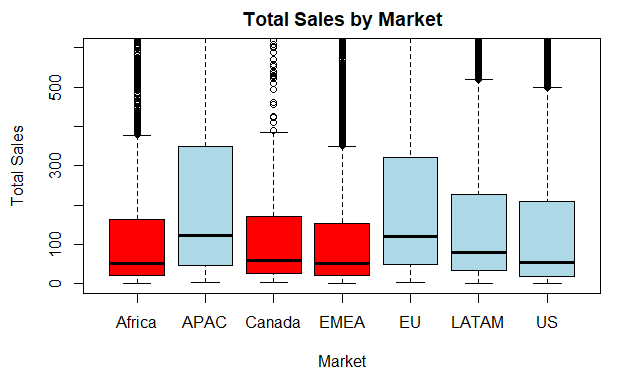 Total Sales by Market
Total Sales
500
300
100
0
Africa APAC Canada EMEA EU LATAM US
Market